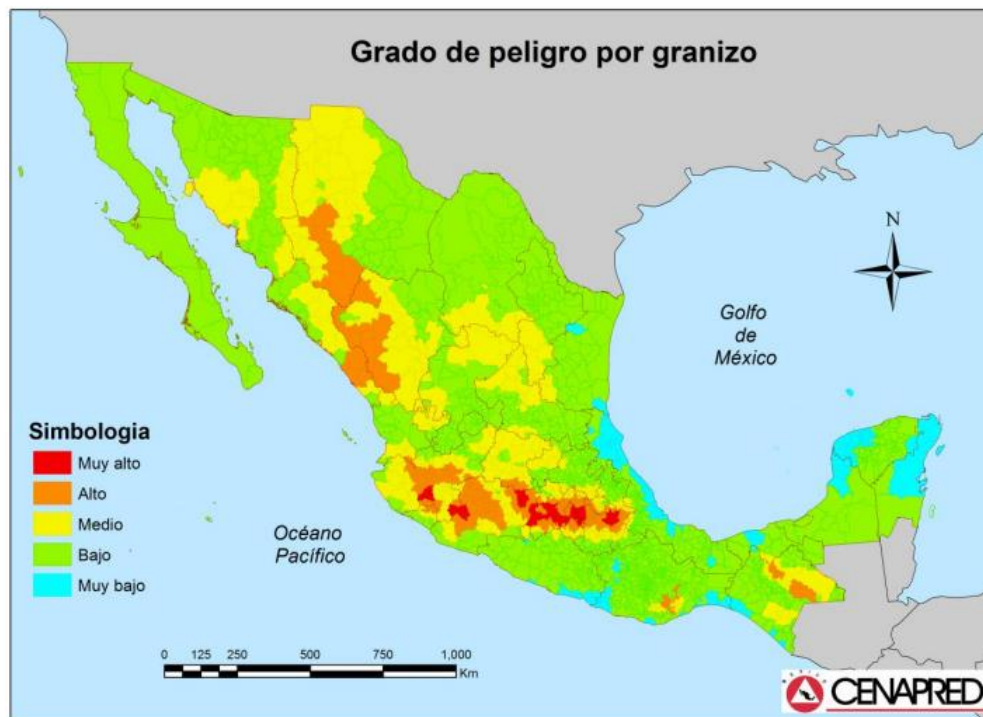 Grado de peligro por granizo
N
Golfo
de
México
Simbologia
Muy alto
Alto
Medio
Bajo
Muy bajo
Océano
Pacífico
0 125 250 500 750 1,000
Km
MEXICO
CENAPRED